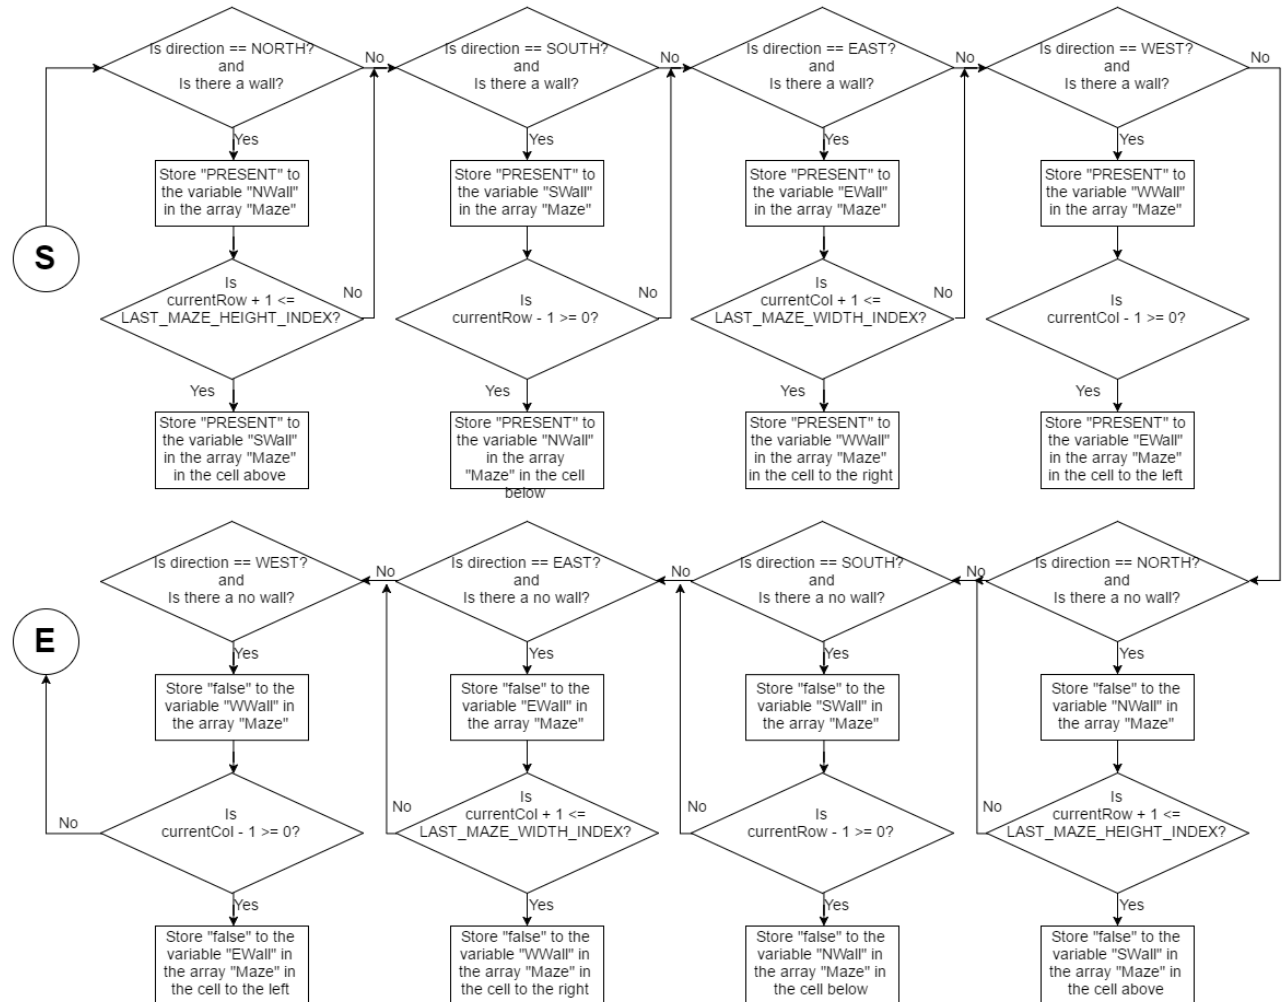 Is direction == NORTH?
and
Is there a wall?
No
Is direction == SOUTH?
and
Is there a wall?
No
Is direction == EAST?
and
Is there a wall?
No
Is direction == WEST?
and
Is there a wall?
No
Yes
Yes
Yes
Yes
Store "PRESENT" to
the variable "NWall"
in the array "Maze"
Store "PRESENT" to
the variable "SWall"
in the array "Maze"
Store "PRESENT" to
the variable "EWall"
in the array "Maze"
Store "PRESENT" to
the variable "WWall"
in the array "Maze"
S
Is
currentRow + 1 <=
LAST_MAZE_HEIGHT_INDEX?
No
Is
currentRow - 1 >= 0?
No
Is
currentCol + 1 <=
LAST_MAZE_WIDTH_INDEX?
No
Is
currentCol - 1 >= 0?
Yes
Yes
Yes
Yes
Store "PRESENT" to
the variable "SWall"
in the array "Maze"
in the cell above
Store "PRESENT" to
the variable "NWall"
in the array
"Maze" in the cell
below
Store "PRESENT" to
the variable "WWall"
in the array "Maze"
in the cell to the right
Store "PRESENT" to
the variable "EWall"
in the array "Maze"
in the cell to the left
Is direction == WEST?
and
Is there a no wall?
No
Is direction == EAST?
and
Is there a no wall?
No
Is direction == SOUTH?
and
Is there a no wall?
No
Is direction == NORTH?
and
Is there a no wall?
E
Yes
Yes
Yes
Yes
Store "false" to the
variable "WWall" in
the array "Maze"
Store "false" to the
variable "EWall" in
the array "Maze"
Store "false" to the
variable "SWall" in
the array "Maze"
Store "false" to the
variable "NWall" in
the array "Maze"
No
Is
currentCol - 1 >= 0?
No
Is
currentCol + 1 <=
LAST_MAZE_WIDTH_INDEX?
No
Is
currentRow - 1 >= 0?
No
Is
currentRow + 1 <=
LAST_MAZE_HEIGHT_INDEX?
Yes
Yes
Yes
Yes
Store "false" to the
variable "EWall" in
the array "Maze" in
the cell to the left
Store "false" to the
variable "WWall" in
the array "Maze" in
the cell to the right
Store "false" to the
variable "NWall" in
the array "Maze" in
the cell below
Store "false" to the
variable "SWall" in
the array "Maze" in
the cell above